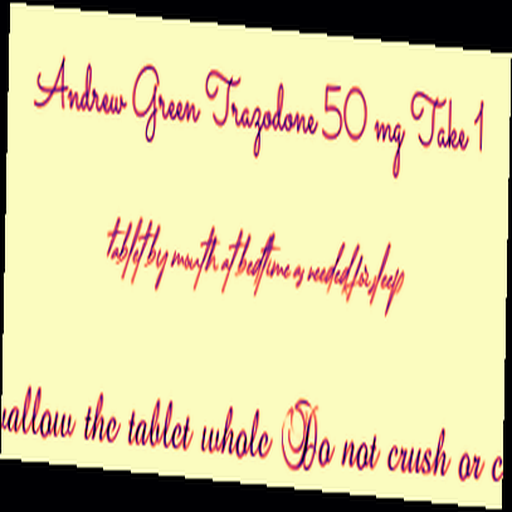 Andrew Green Trazodone 50 mg Take 1
tablet by mouth at bedtime as needed for sleep
the tablet whole Do not crush or